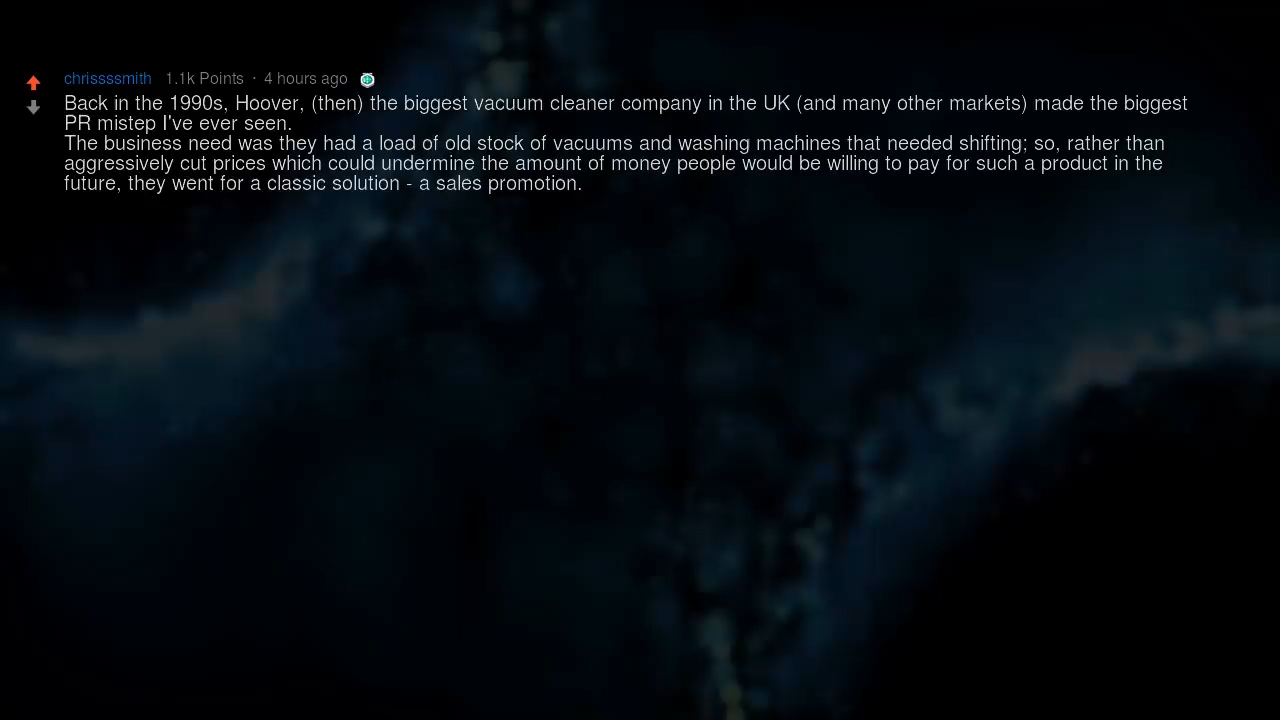 chrissssmith 1.1k Points · 4 hours ago
Back in the 1990s, Hoover, (then) the biggest vacuum cleaner company in the UK (and many other markets) made the biggest
PR mistep I've ever seen.
The business need was they had a load of old stock of vacuums and washing machines that needed shifting; so, rather than
aggressively cut prices which could undermine the amount of money people would be willing to pay for such a product in the
future, they went for a classic solution - a sales promotion.